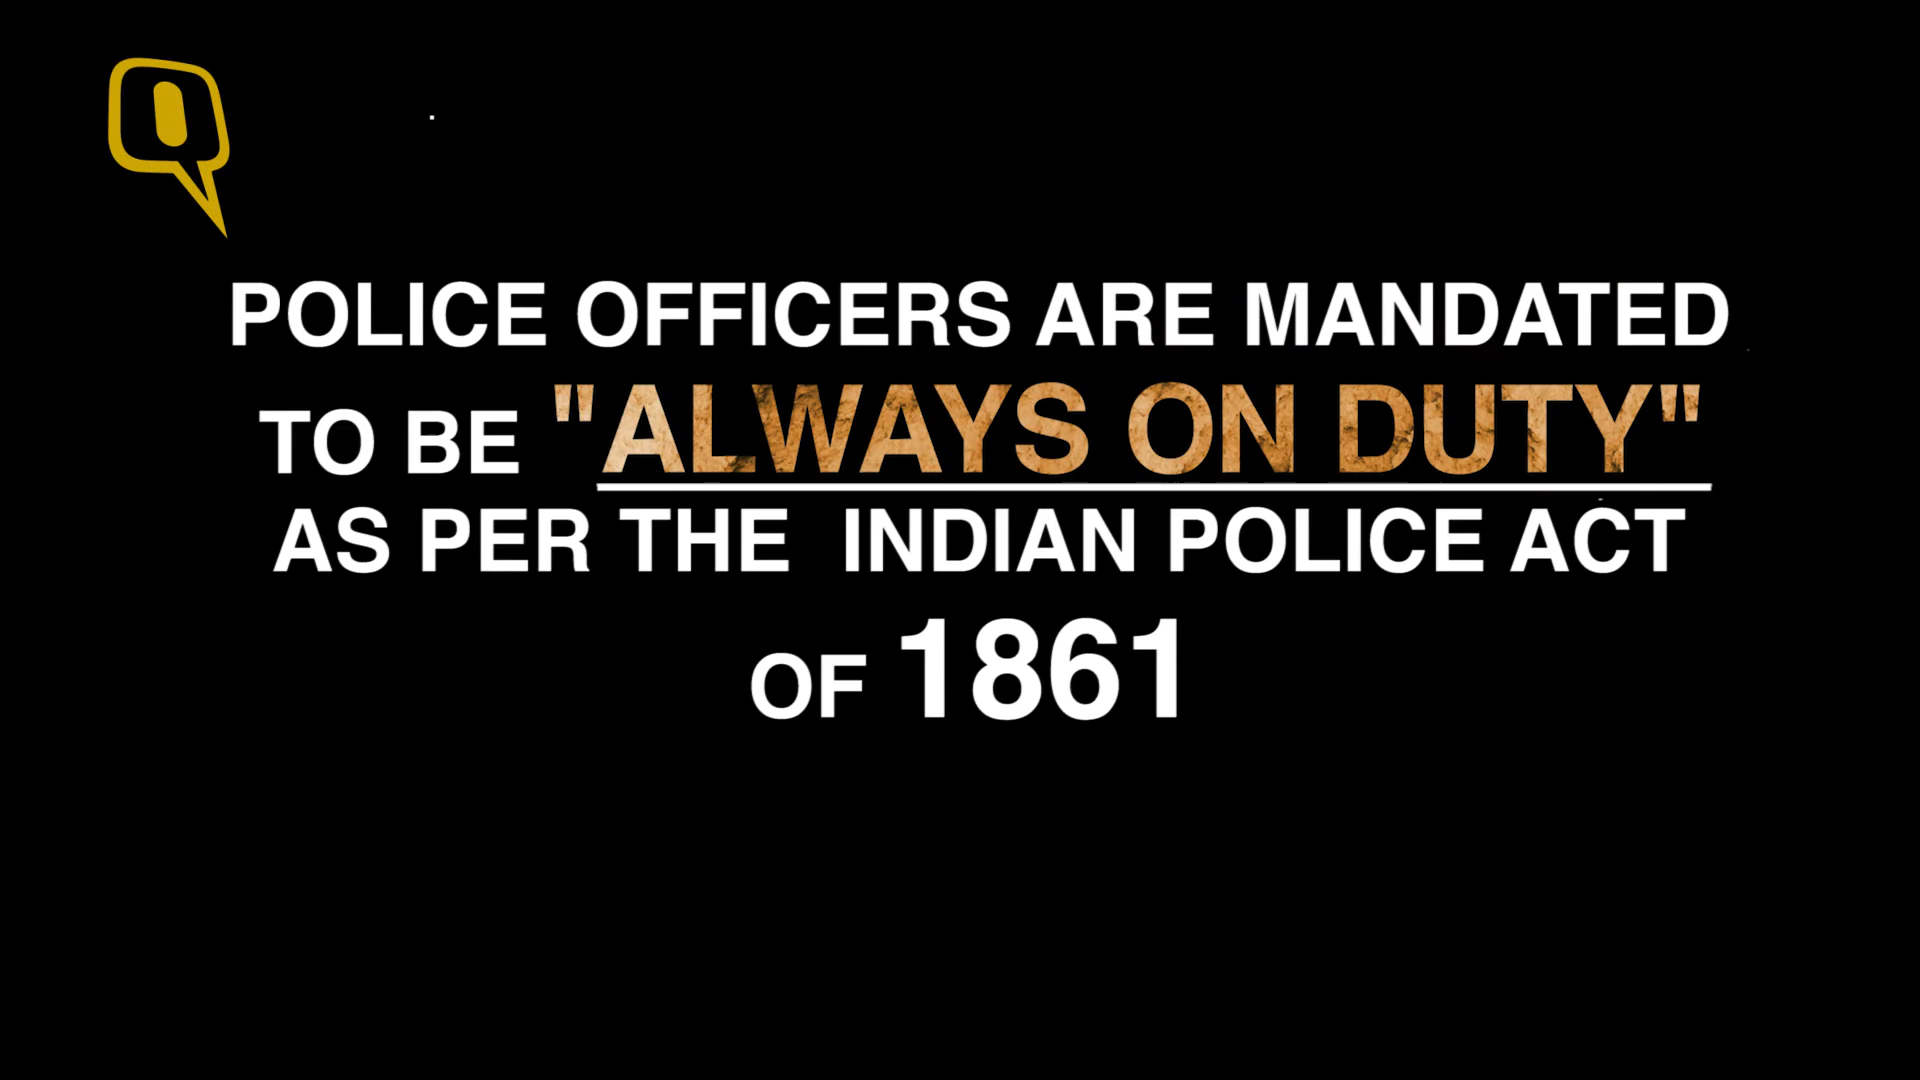 POLICE OFFICERS ARE MANDATED
TO BE "ALWAYS ON DUTY"
AS PER THE INDIAN POLICE ACT
OF 1861